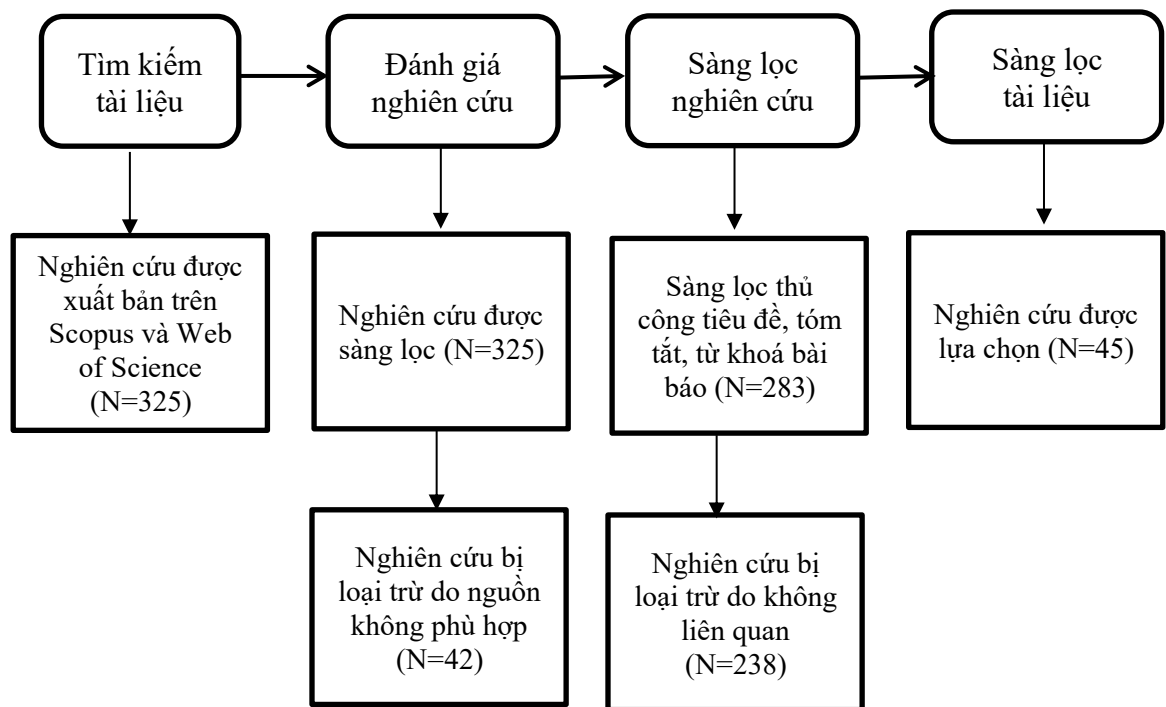 Tìm kiếm
tài liệu
Đánh giá
nghiên cứu
Sàng lọc
nghiên cứu
Sàng lọc
tài liệu
Nghiên cứu được
xuất bản trên
Scopus và Web
of Science
(N=325)
Nghiên cứu được
sàng lọc (N=325)
Sàng lọc thủ
công tiêu đề, tóm
tắt, từ khoá bài
báo (N=283)
Nghiên cứu được
lựa chọn (N=45)
Nghiên cứu bị
loại trừ do nguồn
không phù hợp
(N=42)
Nghiên cứu bị
loại trừ do không
liên quan
(N=238)